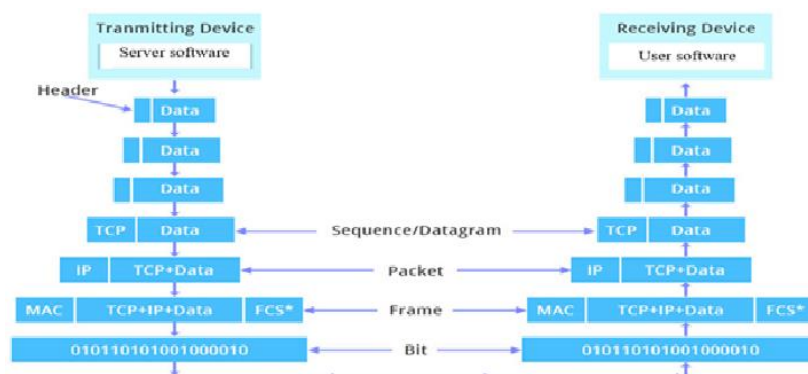 Tranmitting Device Receiving Device
Server software User software
Header
Data Data
Data Data
Data Data
TCP Data Sequence/Datagram TCP Data
IP TCP+Data Packet IP TCP+Data
MAC TCP+IP+Data FCS* Frame MAC TCP+IP+Data FCS*
010110101001000010 Bit 010110101001000010